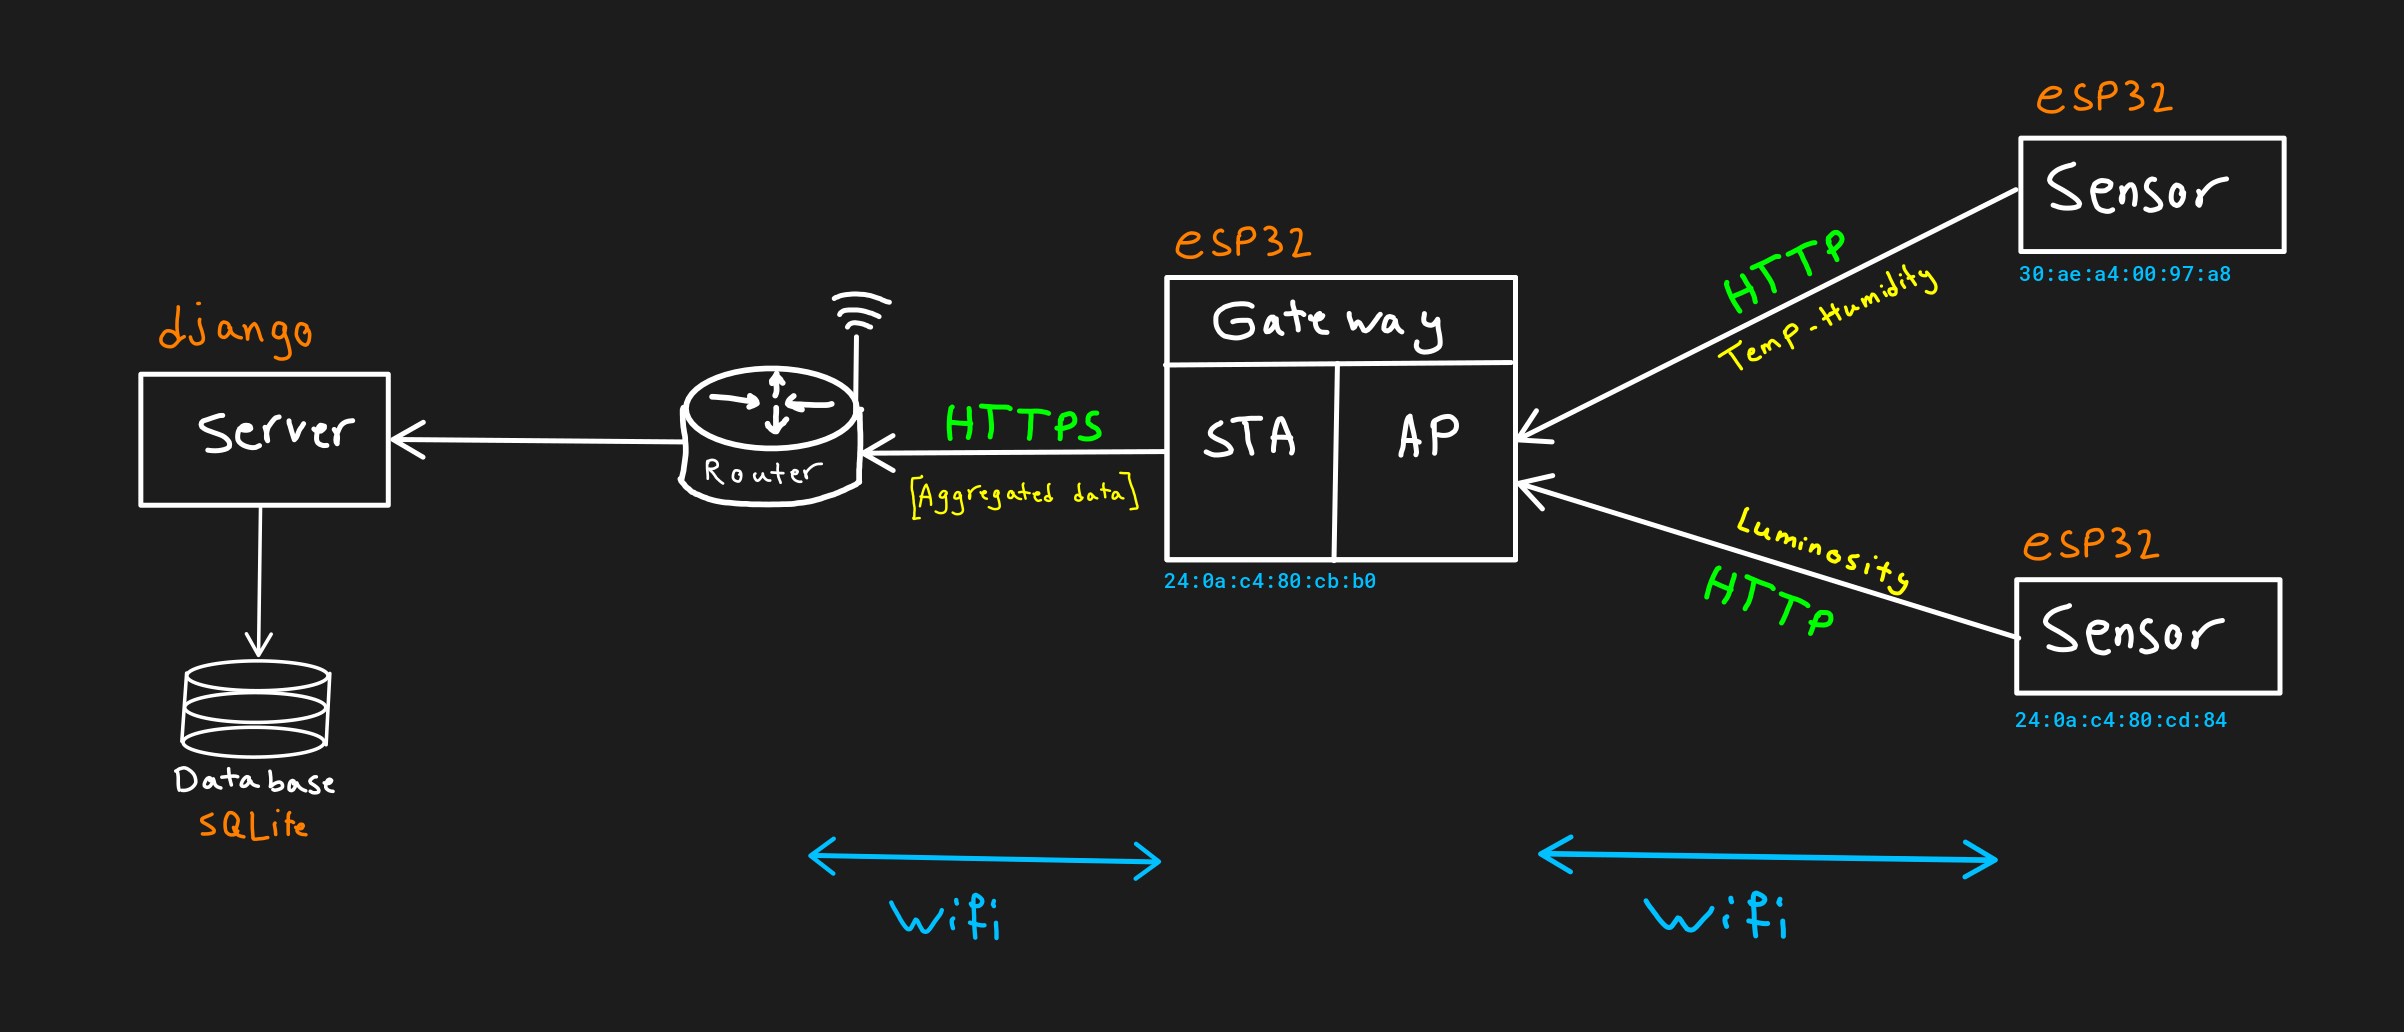 django
Server
Database
SQLite
Router
HTTPS
[Aggregated data]
esp32
Gateway
STA
AP
24:0a:c4:80:cb:b0
HTTP
Temp-Humidity
Luminosity
HTTP
esp32
Sensor
30:ae:a4:00:97:a8
esp32
Sensor
24:0a:c4:80:cd:84
Wifi
Wifi